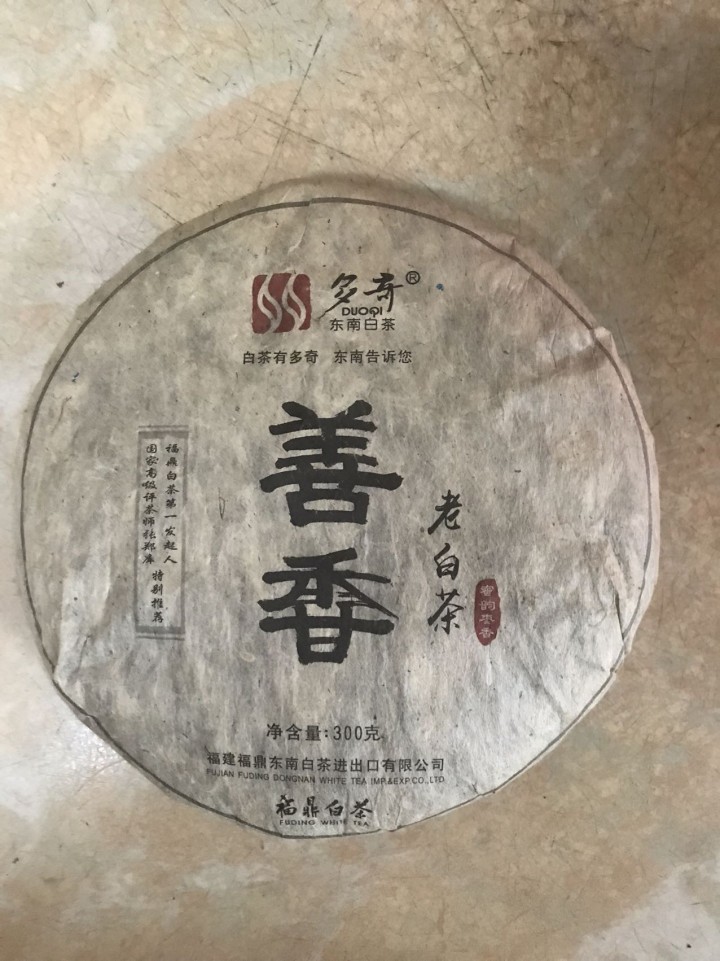 多奇®
DUOQI
东南白茶
白茶有多奇 东南告诉您
善香
老白茶
蜜韵枣香
福鼎白茶第一发起人
国家高级评茶师张郑库
特别推荐
净含量:300克
福建福鼎东南白茶进出口有限公司
FUJIAN FUDING DONGNAN WHITE TEA IMP.&EXP.CO.,LTD
福鼎白茶
FUDING WHITE TEA